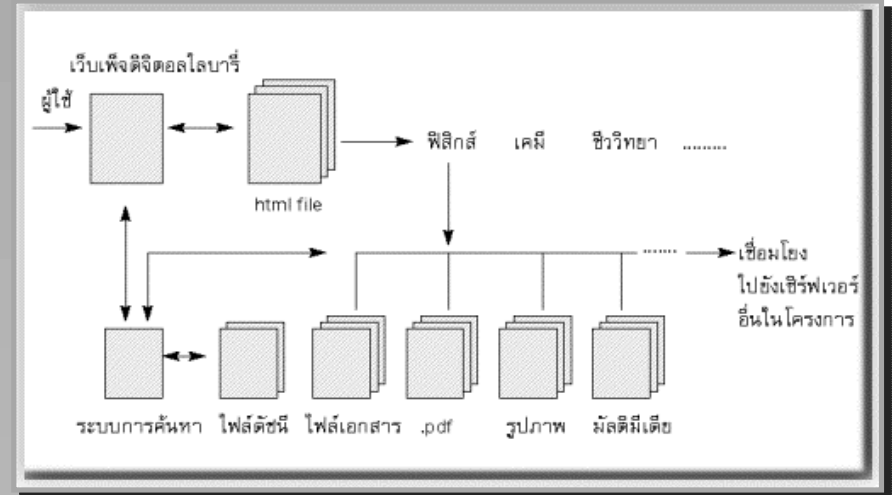 เว็บเพ็จดิจิตอลไลบารี่
ผู้ใช้
ฟิสิกส์ เคมี ชีววิทยา .........
html file
....... เชื่อมโยง
ไปยังเซิร์ฟเวอร์
อื่นในโครงการ
ระบบการค้นหา ไฟล์ดัชนี ไฟล์เอกสาร .pdf รูปภาพ มัลติมีเดีย